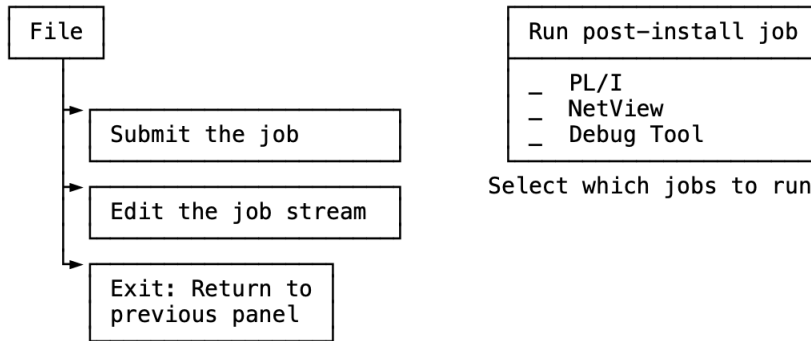 File
Submit the job
Edit the job stream
Exit: Return to
previous panel
Run post-install job
_ PL/I
_ NetView
_ Debug Tool
Select which jobs to run